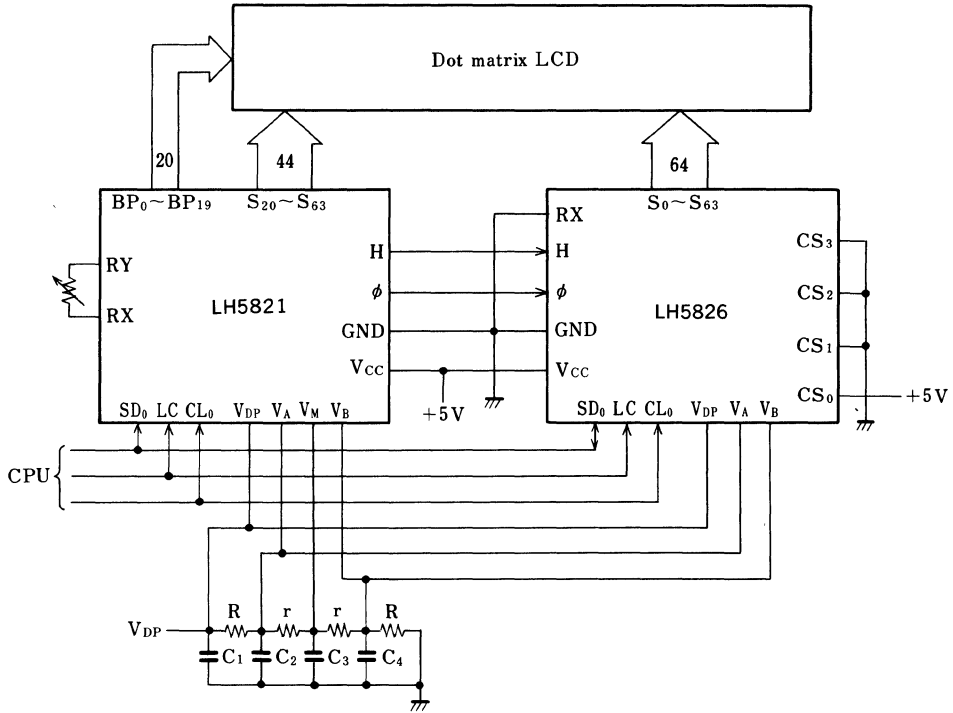 Dot matrix LCD
20
44
64
BP₀~BP₁₉
S₂₀~S₆₃
S₀~S₆₃
RY
RX
LH5821
H
ϕ
GND
VCC
+5V
RX
H
ϕ
GND
VCC
LH5826
CS₃
CS₂
CS₁
CS₀
+5V
SD₀ LC CL₀ VDP VA VM VB
SD₀ LC CL₀ VDP VA VB
CPU
R r r R
VDP
C₁ C₂ C₃ C₄